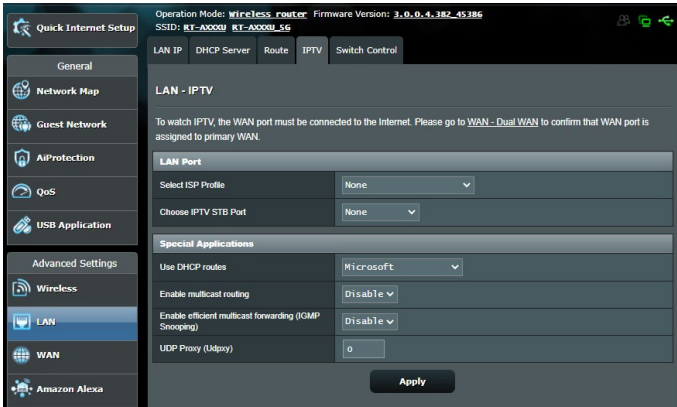 Quick Internet Setup
Operation Mode: Wireless router Firmware Version: 3.0.0.4.382_45386
SSID: RT-AXXXU RT-AXXXU_5G
LAN IP DHCP Server Route IPTV Switch Control
General
Network Map
Guest Network
AiProtection
QoS
USB Application
Advanced Settings
Wireless
LAN
WAN
Amazon Alexa
LAN - IPTV
To watch IPTV, the WAN port must be connected to the Internet. Please go to WAN - Dual WAN to confirm that WAN port is
assigned to primary WAN.
LAN Port
Select ISP Profile None
Choose IPTV STB Port None
Special Applications
Use DHCP routes Microsoft
Enable multicast routing Disable
Enable efficient multicast forwarding (IGMP
Snooping) Disable
UDP Proxy (Udpxy) 0
Apply